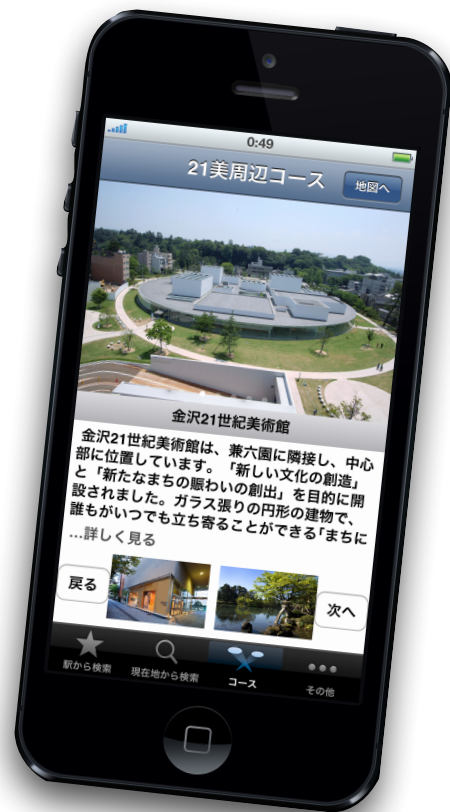 0:49
21美周辺コース
地図へ
金沢21世紀美術館
金沢21世紀美術館は、兼六園に隣接し、中心
部に位置しています。「新しい文化の創造」
と「新たなまちの賑わいの創出」を目的に開
設されました。ガラス張りの円形の建物で、
誰もがいつでも立ち寄ることができる「まちに
...詳しく見る
戻る
次へ
駅から検索
現在地から検索
コース
その他